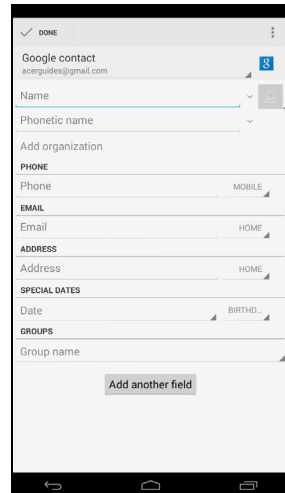 DONE
Google contact
acerguides@gmail.com
8
Name
Phonetic name
Add organization
PHONE
Phone MOBILE
EMAIL
Email HOME
ADDRESS
Address HOME
SPECIAL DATES
Date BIRTHD...
GROUPS
Group name
Add another field